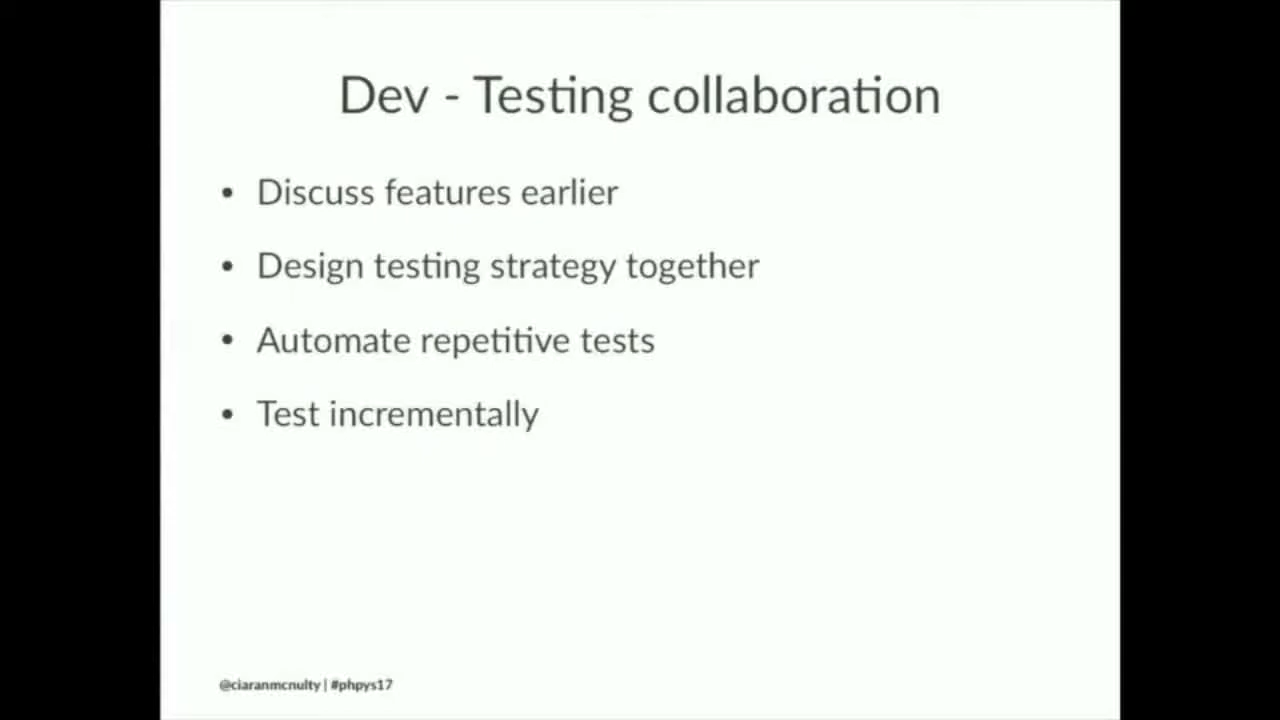 Dev - Testing collaboration
• Discuss features earlier
• Design testing strategy together
• Automate repetitive tests
• Test incrementally
@ciaranmcnulty | #phpys17